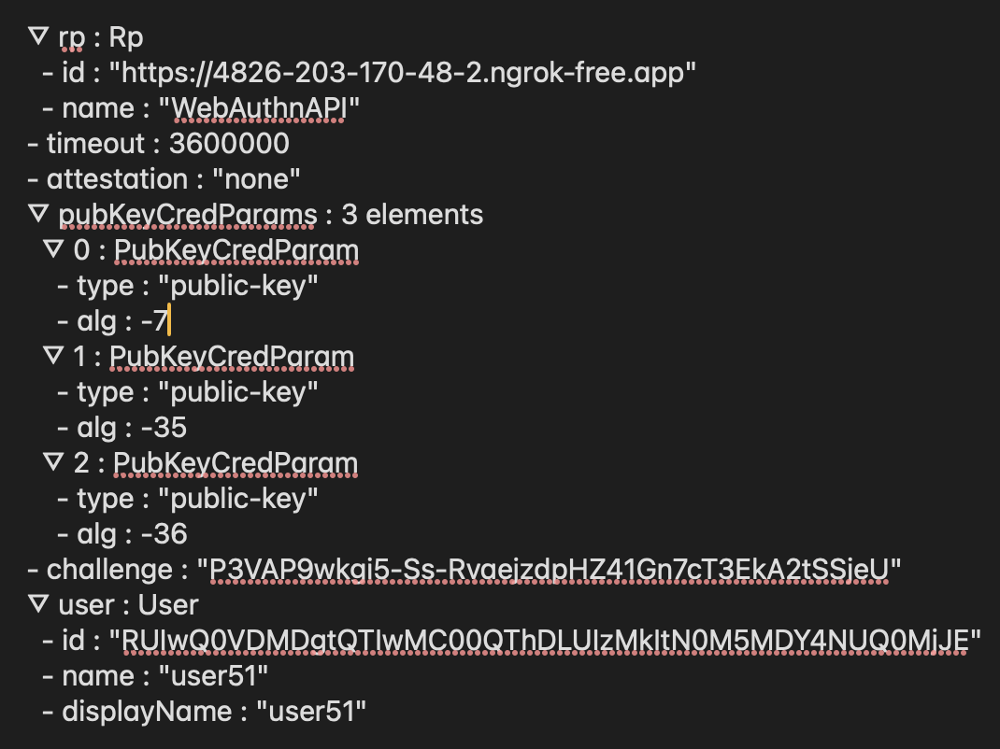 ▽ rp : Rp
- id : "https://4826-203-170-48-2.ngrok-free.app"
- name : "WebAuthnAPI"
- timeout : 3600000
- attestation : "none"
▽ pubKeyCredParams : 3 elements
▽ 0 : PubKeyCredParam
- type : "public-key"
- alg : -7
▽ 1 : PubKeyCredParam
- type : "public-key"
- alg : -35
▽ 2 : PubKeyCredParam
- type : "public-key"
- alg : -36
- challenge : "P3VAP9wkgi5-Ss-RvaejzdpHZ41Gn7cT3EkA2tSSjeU"
▽ user : User
- id : "RUIwQ0VDMDgtQTIwMC00QThDLUIzMkItN0M5MDY4NUQ0MjJE"
- name : "user51"
- displayName : "user51"